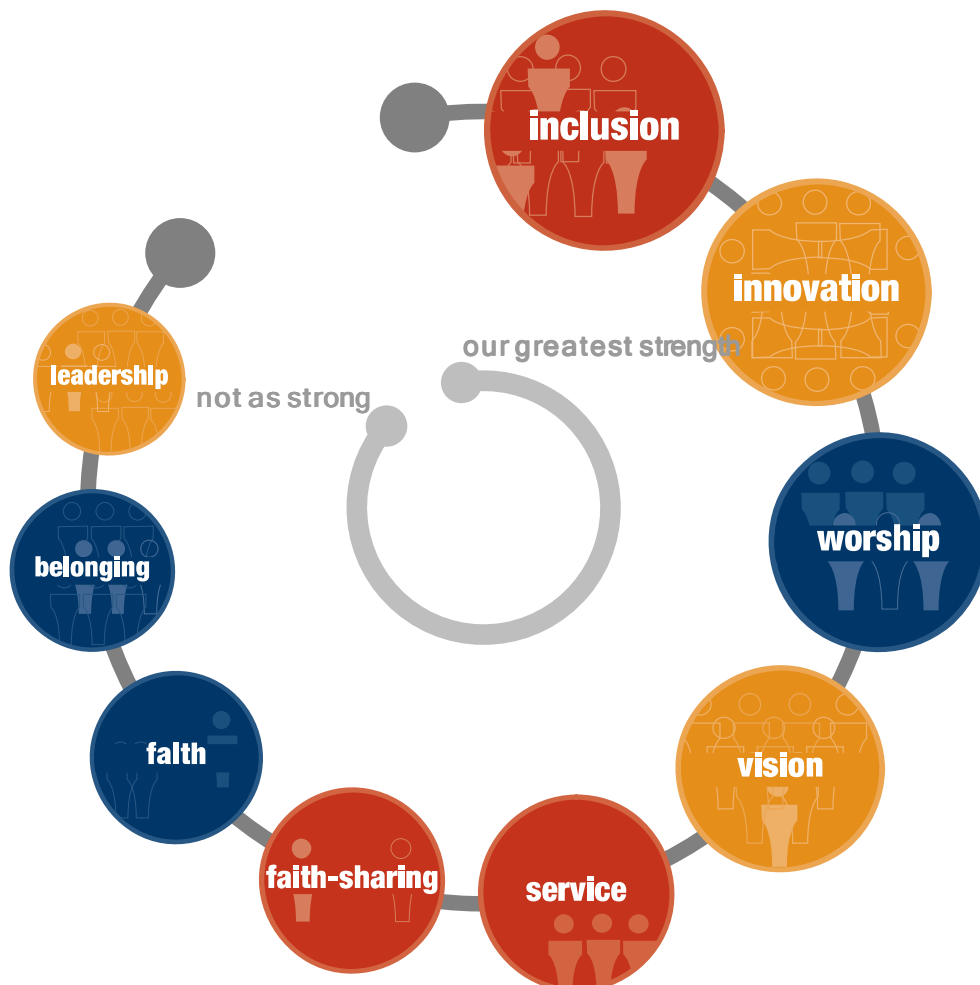 inclusion
innovation
our greatest strength
leadership
not as strong
worship
belonging
faith
vision
faith-sharing
service